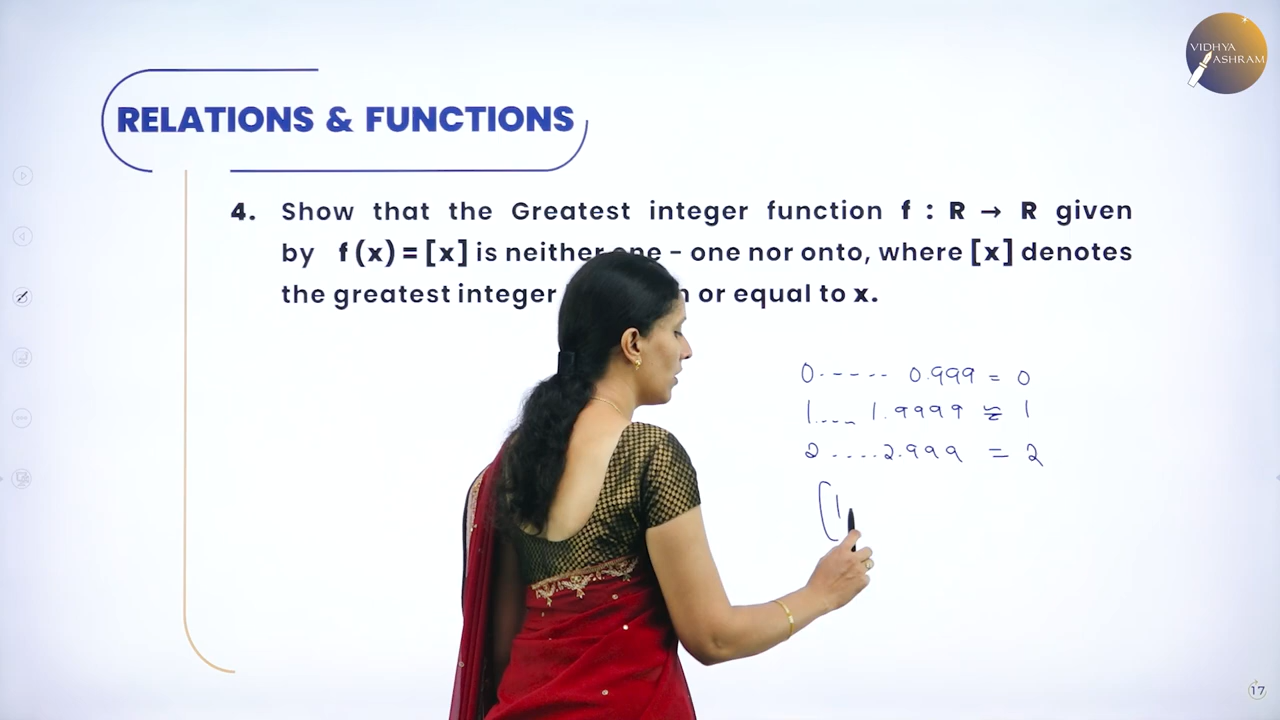 VIDHYA
ASHRAM
RELATIONS & FUNCTIONS
4. Show that the Greatest integer function f : R → R given
by f(x) = [x] is neither one - one nor onto, where [x] denotes
the greatest integer or equal to x.
0 ------ 0.999 = 0
1.... 1.9999 ≈ 1
2 ....2.999 = 2
[1
17